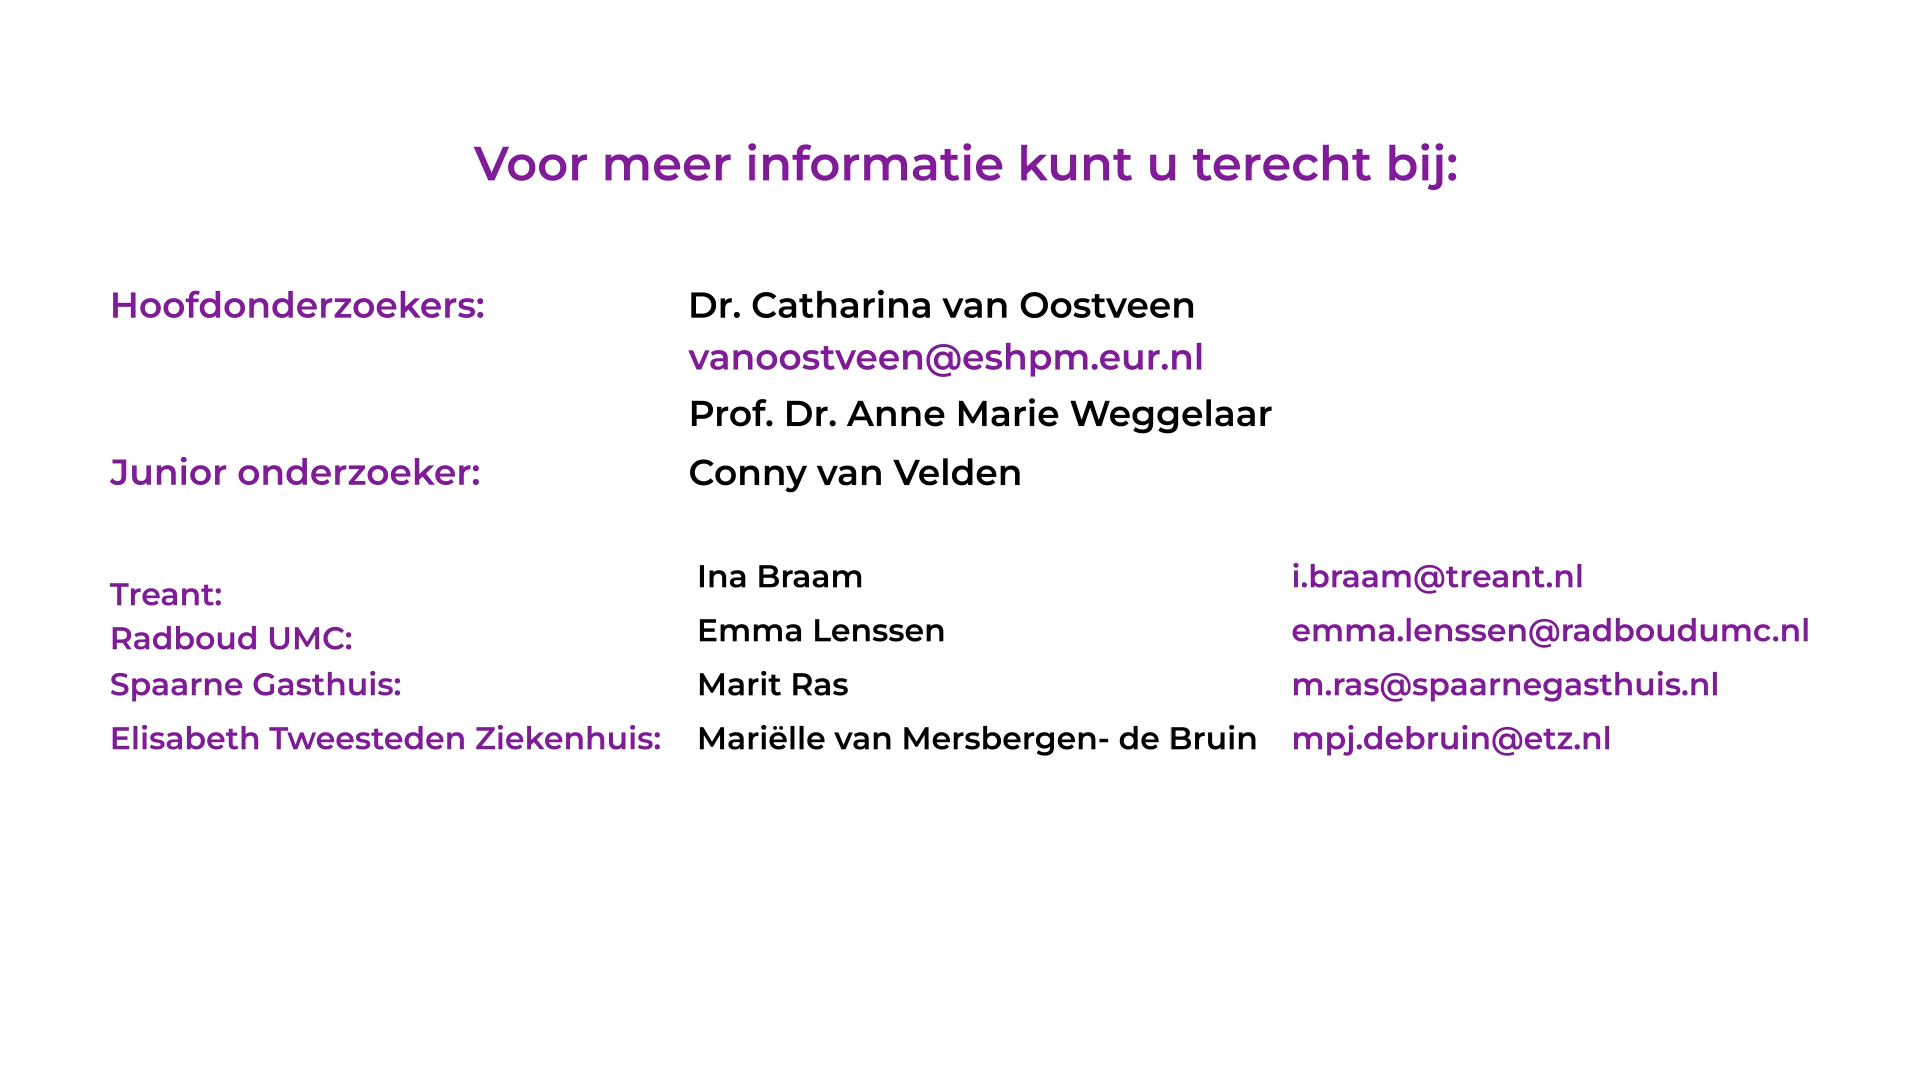 Voor meer informatie kunt u terecht bij:
Hoofdonderzoekers: Dr. Catharina van Oostveen
vanoostveen@eshpm.eur.nl
Prof. Dr. Anne Marie Weggelaar
Junior onderzoeker: Conny van Velden
Treant: Ina Braam i.braam@treant.nl
Radboud UMC: Emma Lenssen emma.lenssen@radboudumc.nl
Spaarne Gasthuis: Marit Ras m.ras@spaarnegasthuis.nl
Elisabeth Tweesteden Ziekenhuis: Mariëlle van Mersbergen- de Bruin mpj.debruin@etz.nl